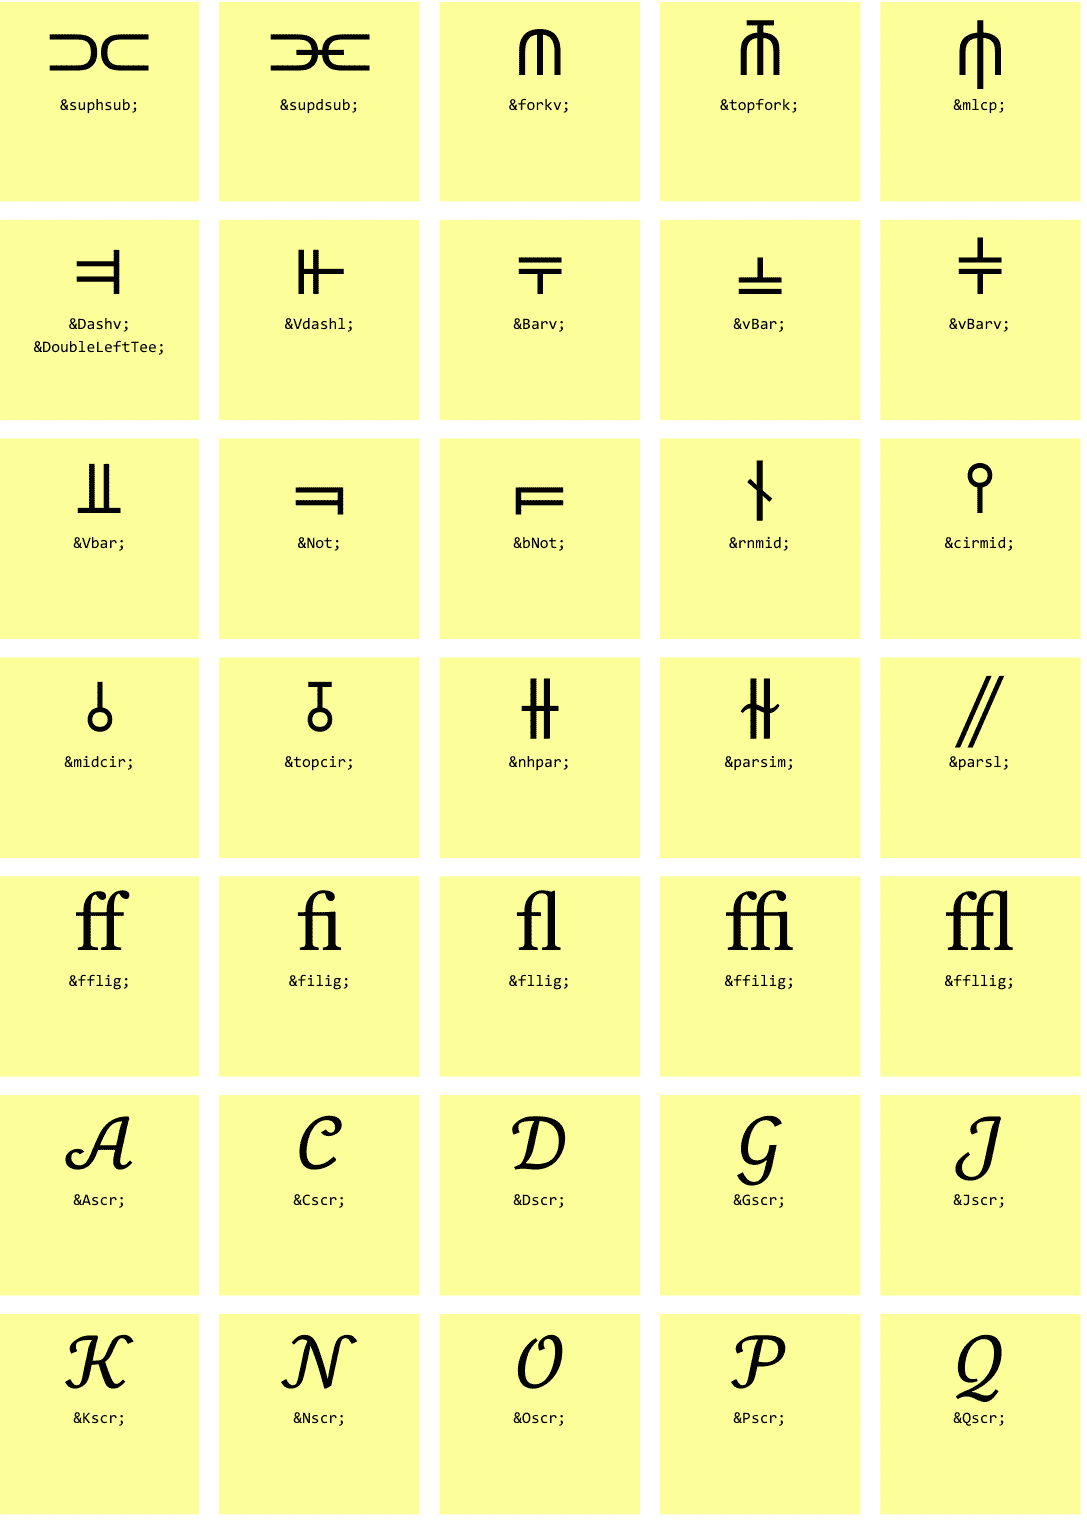 ⫗ ⫘ ⫙ ⫚ ⫛
&suphsub; &supdsub; &forkv; &topfork; &mlcp;
⫤ ⫦ ⫧ ⫨ ⫩
&Dashv; &Vdashl; &Barv; &vBar; &vBarv;
&DoubleLeftTee;
⫫ ⫬ ⫭ ⫮ ⫯
&Vbar; &Not; &bNot; &rnmid; &cirmid;
⫰ ⫱ ⫲ ⫳ ⫽
&midcir; &topcir; &nhpar; &parsim; &parsl;
ff fi fl ffi ffl
&fflig; &filig; &fllig; &ffilig; &ffllig;
𝒜 𝒞 𝒟 𝒢 𝒥
&Ascr; &Cscr; &Dscr; &Gscr; &Jscr;
𝒦 𝒩 𝒪 𝒫 𝒬
&Kscr; &Nscr; &Oscr; &Pscr; &Qscr;